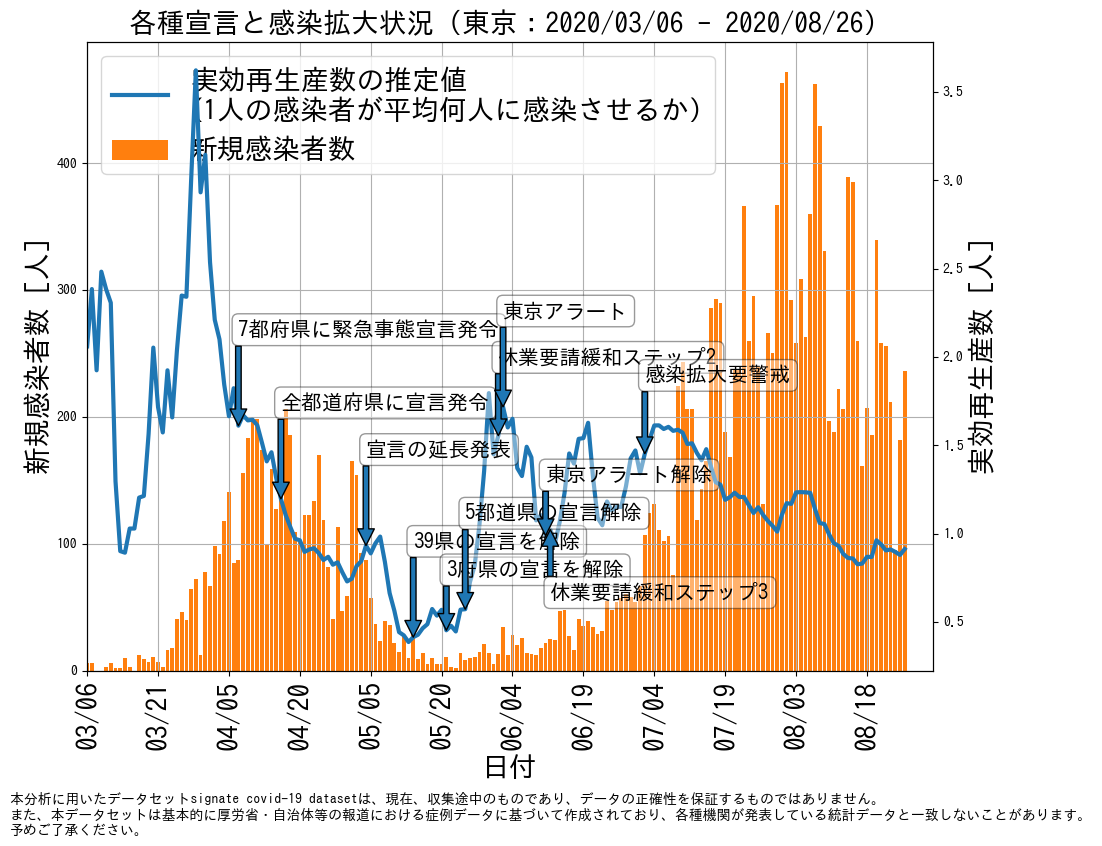 各種宣言と感染拡大状況 (東京：2020/03/06 - 2020/08/26)
実効再生産数の推定値
(1人の感染者が平均何人に感染させるか)
新規感染者数
新規感染者数 [人]
400
300
200
100
0
実効再生産数 [人]
3.5
3.0
2.5
2.0
1.5
1.0
0.5
東京アラート
7都府県に緊急事態宣言発令
休業要請緩和ステップ2
感染拡大要警戒
全都道府県に宣言発令
宣言の延長発表
東京アラート解除
5都道県の宣言解除
39県の宣言を解除
3府県の宣言を解除
休業要請緩和ステップ3
03/06
03/21
04/05
04/20
05/05
05/20
06/04
06/19
07/04
07/19
08/03
08/18
日付
本分析に用いたデータセットsignate covid-19 datasetは、現在、収集途中のものであり、データの正確性を保証するものではありません。
また、本データセットは基本的に厚労省・自治体等の報道における症例データに基づいて作成されており、各種機関が発表している統計データと一致しないことがあります。
予めご了承ください。